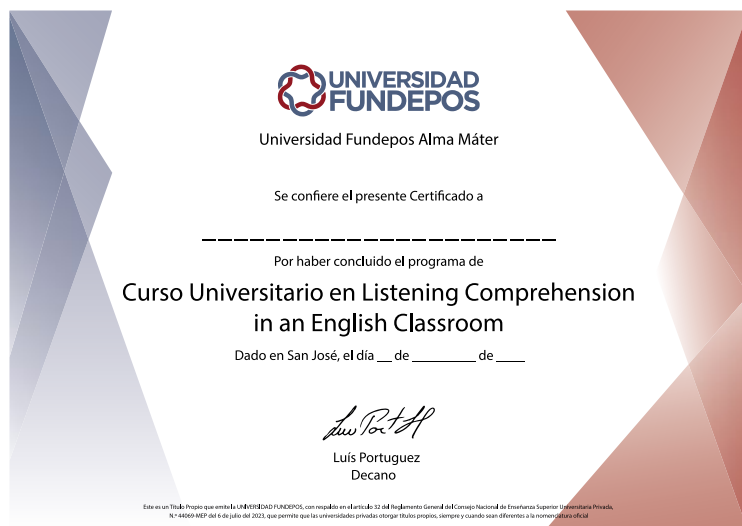 UNIVERSIDAD
FUNDEPOS
Universidad Fundepos Alma Máter
Se confiere el presente Certificado a
Por haber concluido el programa de
Curso Universitario en Listening Comprehension
in an English Classroom
Dado en San José, el día __ de ________ de ____
Luís Portuguez
Decano
Este es un Título Propio que emite la UNIVERSIDAD FUNDEPOS, con respaldo en el artículo 32 del Reglamento General del Consejo Nacional de Enseñanza Superior Universitaria Privada,
N.º 44069-MEP del 6 de julio del 2023, que permite que las universidades privadas otorgar títulos propios, siempre y cuando sean diferentes a la nomenclatura oficial